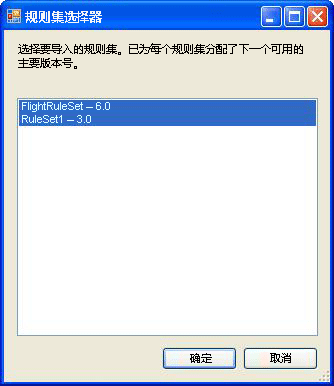 规则集选择器
选择要导入的规则集。已为每个规则集分配了下一个可用的
主要版本号。
FlightRuleSet -- 6.0
RuleSet1 -- 3.0
确定
取消